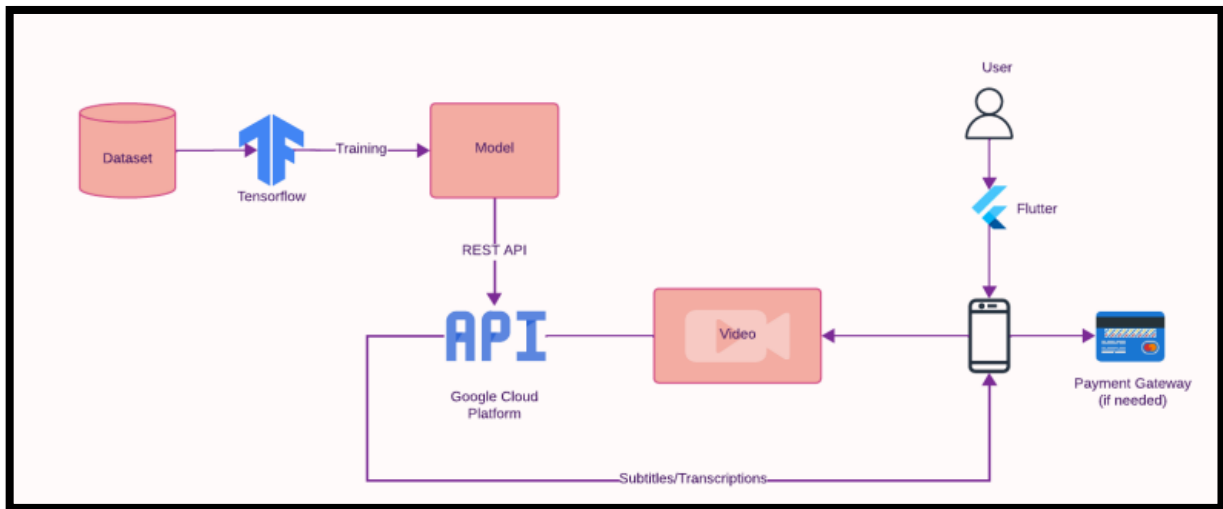 User
Dataset
Training
Model
Tensorflow
Flutter
REST API
API
Video
Google Cloud
Platform
Payment Gateway
(if needed)
Subtitles/Transcriptions